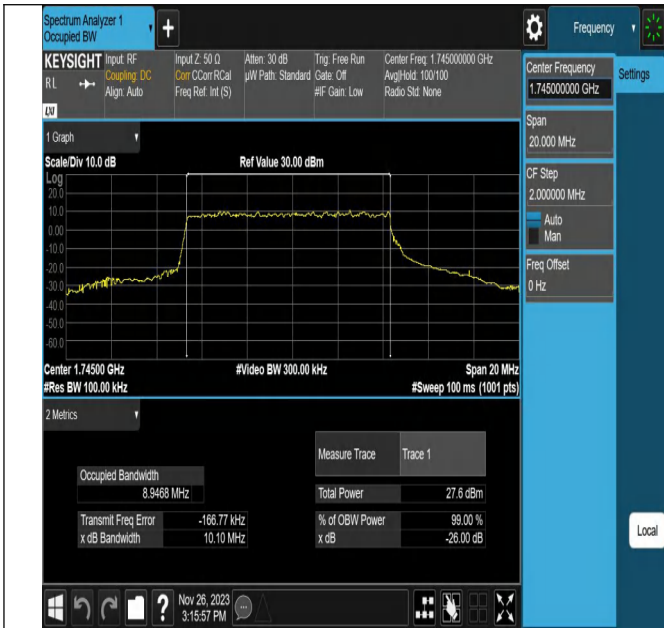 Spectrum Analyzer 1
Occupied BW
Frequency
KEYSIGHT
RL
LXI
Input: RF
Coupling: DC
Align: Auto
Input Z: 50 Ω
Corr CCorr RCal
Freq Ref: Int (S)
Atten: 30 dB
µW Path: Standard
Trig: Free Run
Gate: Off
#IF Gain: Low
Center Freq: 1.745000000 GHz
Avg|Hold: 100/100
Radio Std: None
Center Frequency
1.745000000 GHz
Settings
Span
20.000 MHz
CF Step
2.000000 MHz
Auto
Man
Freq Offset
0 Hz
Local
1 Graph
Scale/Div 10.0 dB
Ref Value 30.00 dBm
Log
20.0
10.0
0.00
-10.0
-20.0
-30.0
-40.0
-50.0
-60.0
Center 1.74500 GHz
#Video BW 300.00 kHz
Span 20 MHz
#Res BW 100.00 kHz
#Sweep 100 ms (1001 pts)
2 Metrics
Measure Trace
Trace 1
Occupied Bandwidth
8.9468 MHz
Total Power
27.6 dBm
Transmit Freq Error
-166.77 kHz
% of OBW Power
99.00 %
x dB Bandwidth
10.10 MHz
x dB
-26.00 dB
?
Nov 26, 2023
3:15:57 PM